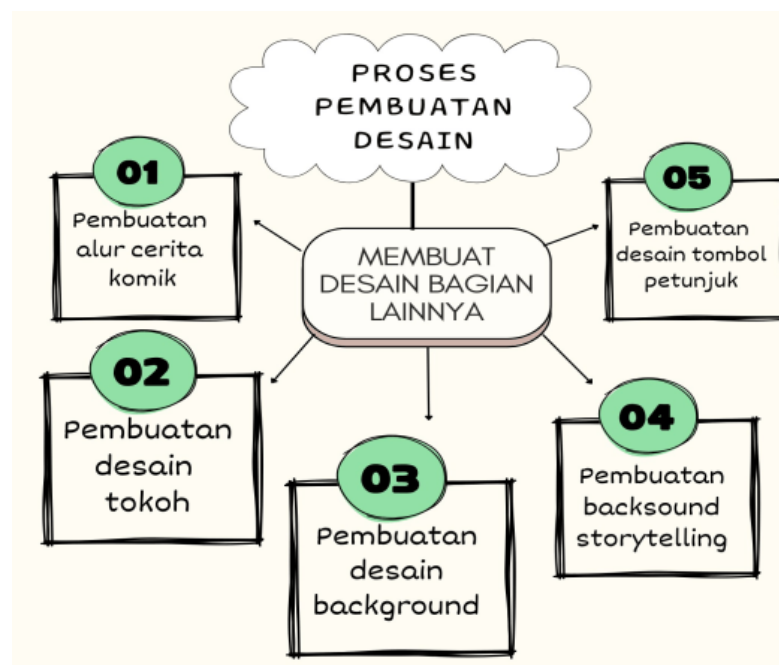 PROSES
PEMBUATAN
DESAIN
MEMBUAT
DESAIN BAGIAN
LAINNYA
01
Pembuatan
alur cerita
komik
02
Pembuatan
desain
tokoh
03
Pembuatan
desain
background
04
Pembuatan
backsound
storytelling
05
Pembuatan
desain tombol
petunjuk